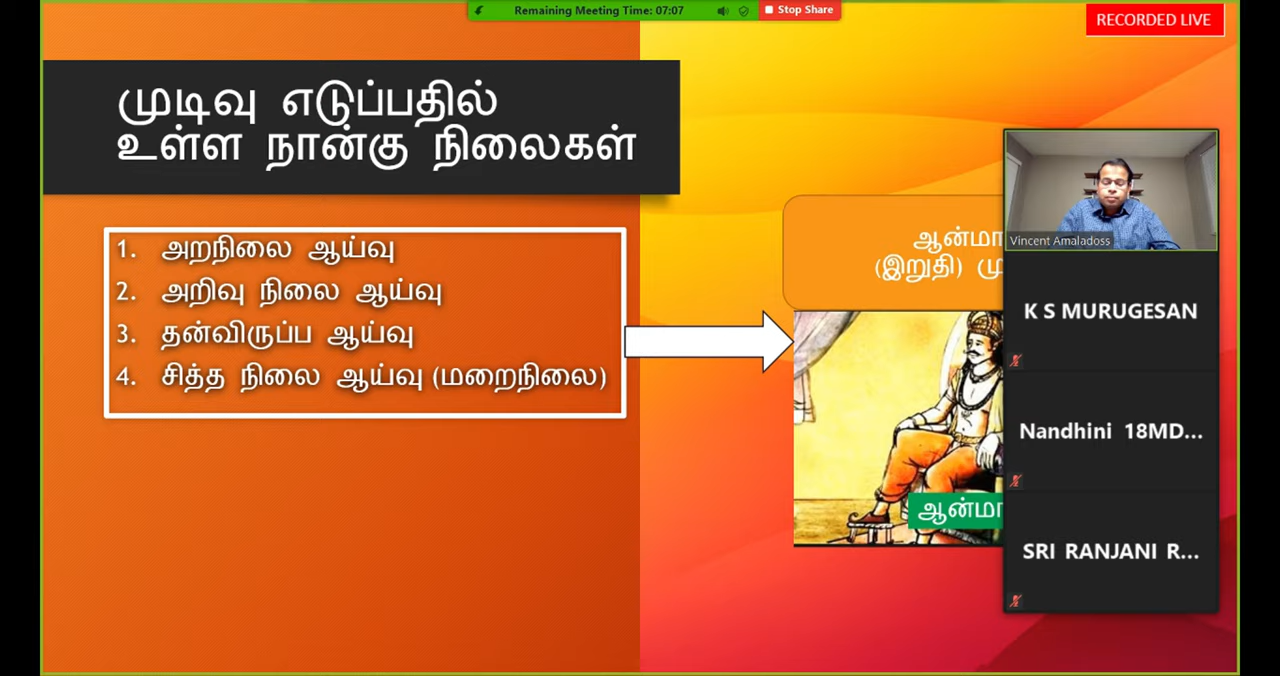 Remaining Meeting Time: 07:07
Stop Share
RECORDED LIVE
முடிவு எடுப்பதில்
உள்ள நான்கு நிலைகள்
1. அறநிலை ஆய்வு
2. அறிவு நிலை ஆய்வு
3. தன்விருப்ப ஆய்வு
4. சித்த நிலை ஆய்வு (மறைநிலை)
(இறுதி)
Vincent Amaladoss
K S MURUGESAN
Nandhini 18MD...
SRI RANJANI R...